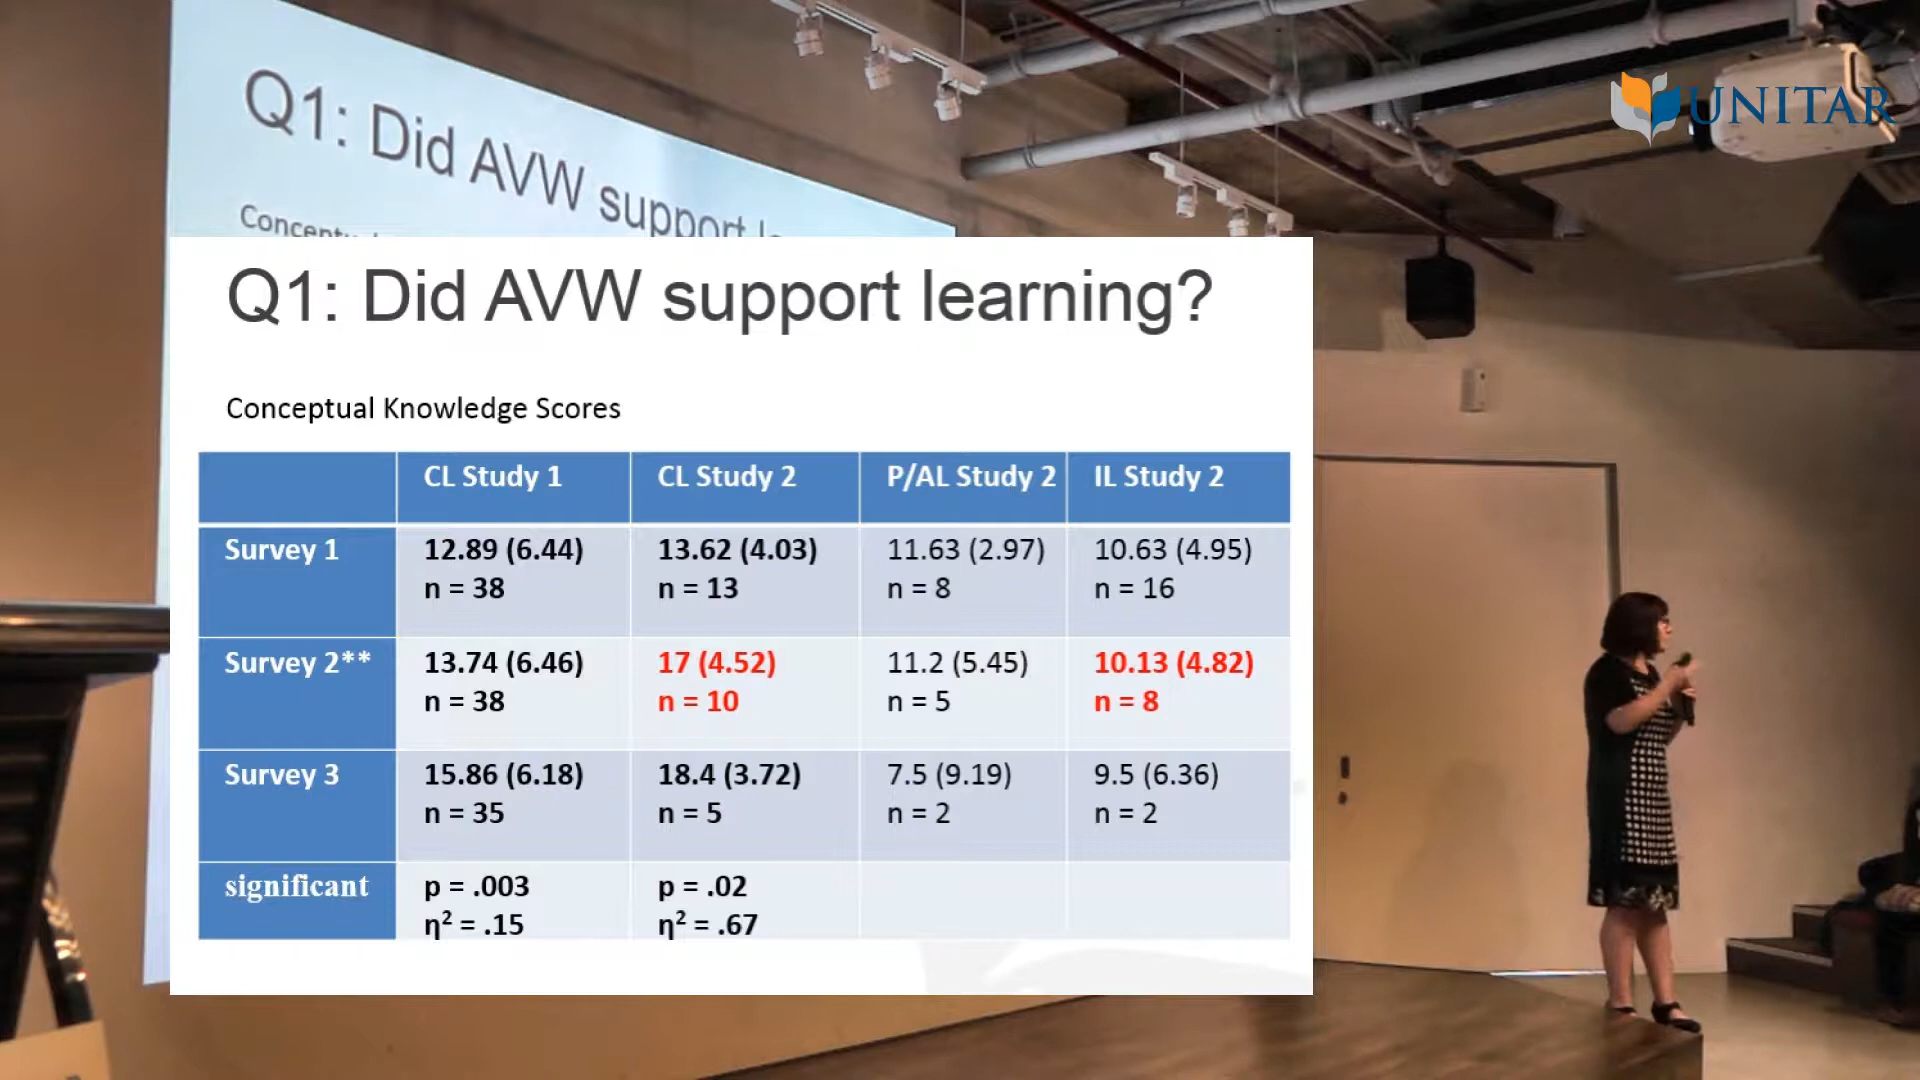 UNITAR
Q1: Did AVW support
Q1: Did AVW support learning?
Conceptual Knowledge Scores
CL Study 1 CL Study 2 P/AL Study 2 IL Study 2
Survey 1 12.89 (6.44) 13.62 (4.03) 11.63 (2.97) 10.63 (4.95)
n = 38 n = 13 n = 8 n = 16
Survey 2** 13.74 (6.46) 17 (4.52) 11.2 (5.45) 10.13 (4.82)
n = 38 n = 10 n = 5 n = 8
Survey 3 15.86 (6.18) 18.4 (3.72) 7.5 (9.19) 9.5 (6.36)
n = 35 n = 5 n = 2 n = 2
significant p = .003 p = .02
η² = .15 η² = .67